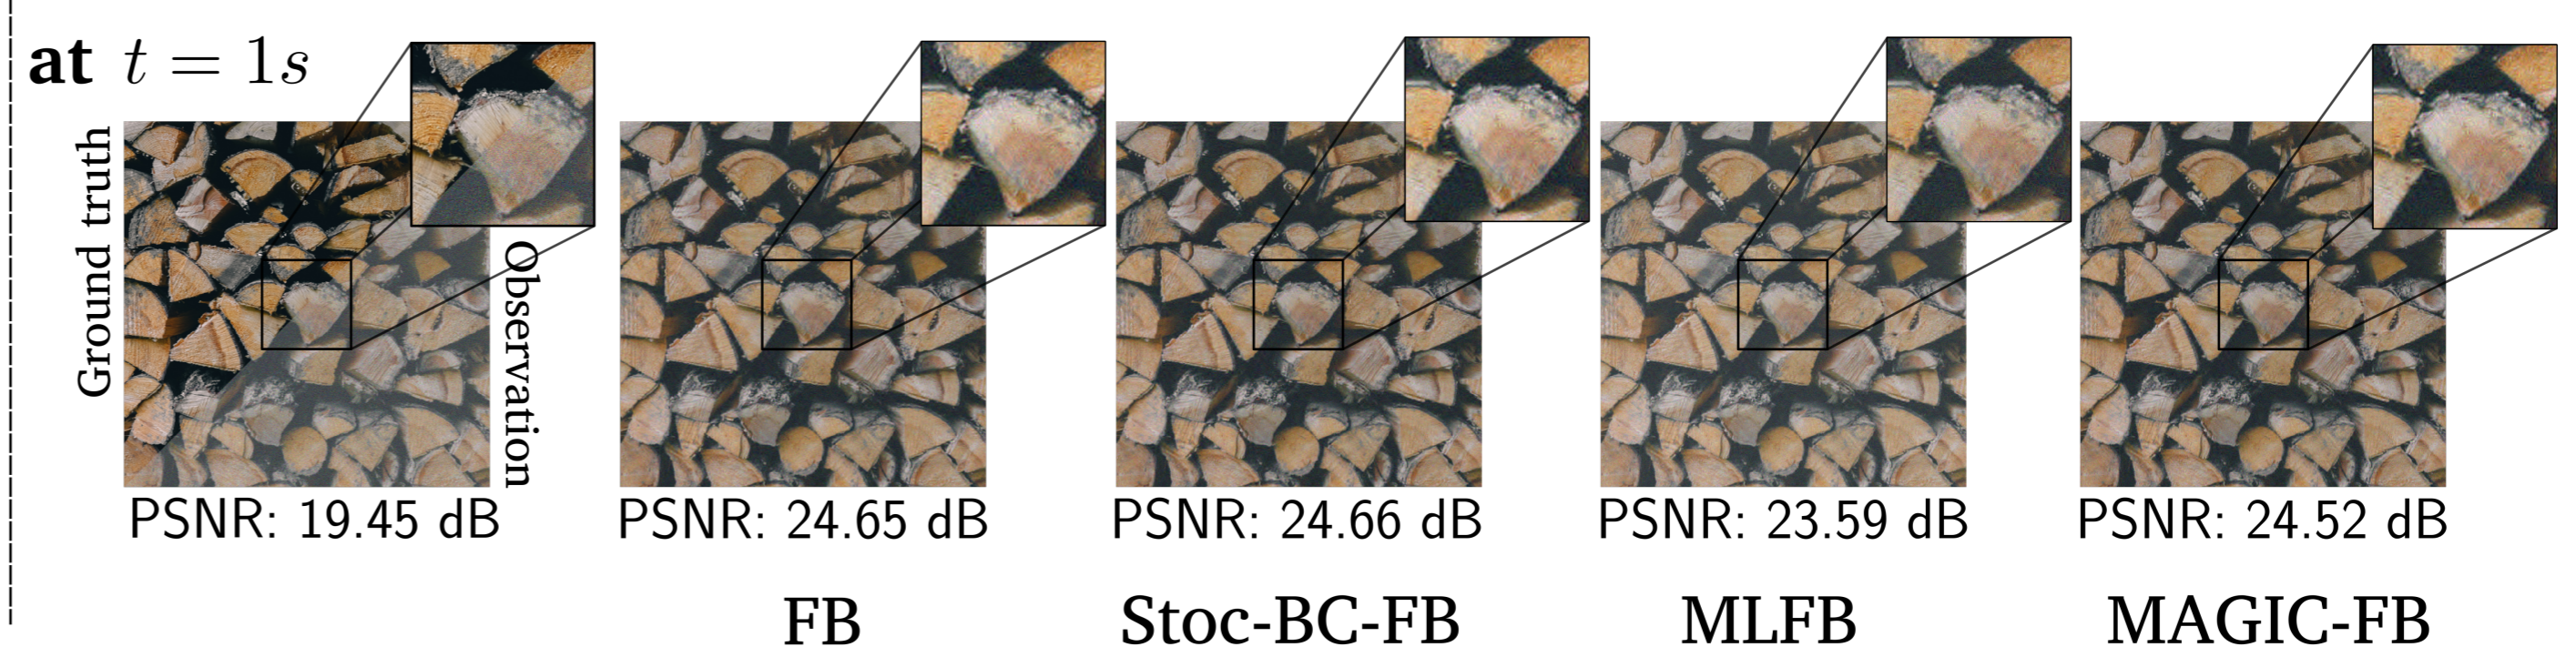 at t = 1s
Ground truth
Observation
PSNR: 19.45 dB
PSNR: 24.65 dB
PSNR: 24.66 dB
PSNR: 23.59 dB
PSNR: 24.52 dB
FB
Stoc-BC-FB
MLFB
MAGIC-FB